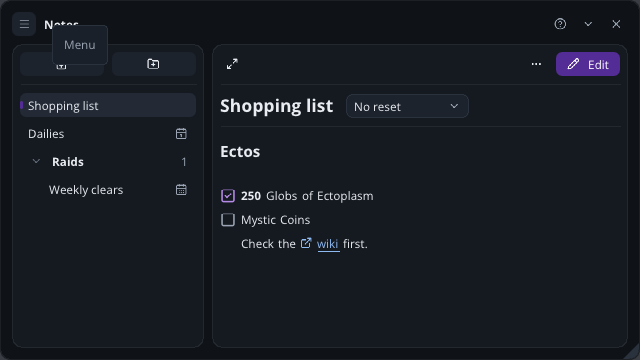 Notes
Menu
Edit
Shopping list
Dailies
Raids 1
Weekly clears
Shopping list
No reset
Ectos
250 Globs of Ectoplasm
Mystic Coins
Check the wiki first.